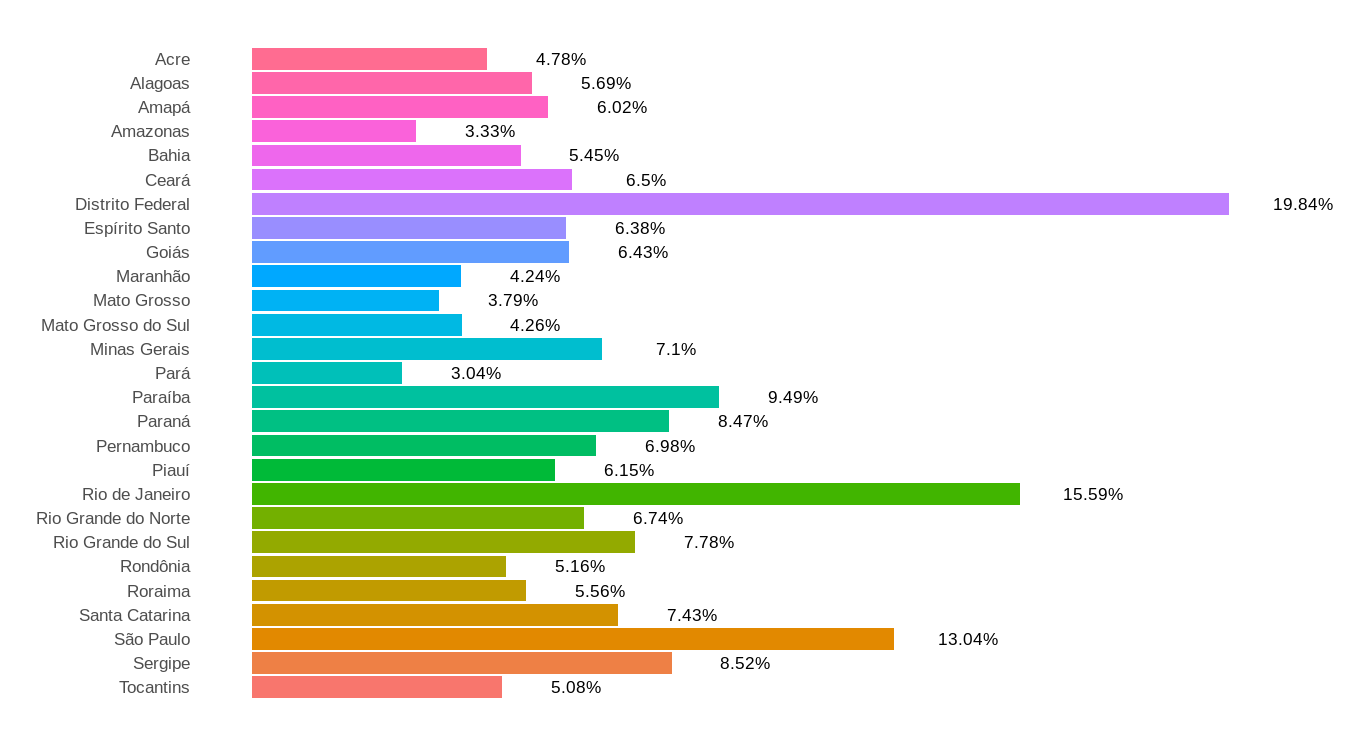 Acre 4.78%
Alagoas 5.69%
Amapá 6.02%
Amazonas 3.33%
Bahia 5.45%
Ceará 6.5%
Distrito Federal 19.84%
Espírito Santo 6.38%
Goiás 6.43%
Maranhão 4.24%
Mato Grosso 3.79%
Mato Grosso do Sul 4.26%
Minas Gerais 7.1%
Pará 3.04%
Paraíba 9.49%
Paraná 8.47%
Pernambuco 6.98%
Piauí 6.15%
Rio de Janeiro 15.59%
Rio Grande do Norte 6.74%
Rio Grande do Sul 7.78%
Rondônia 5.16%
Roraima 5.56%
Santa Catarina 7.43%
São Paulo 13.04%
Sergipe 8.52%
Tocantins 5.08%